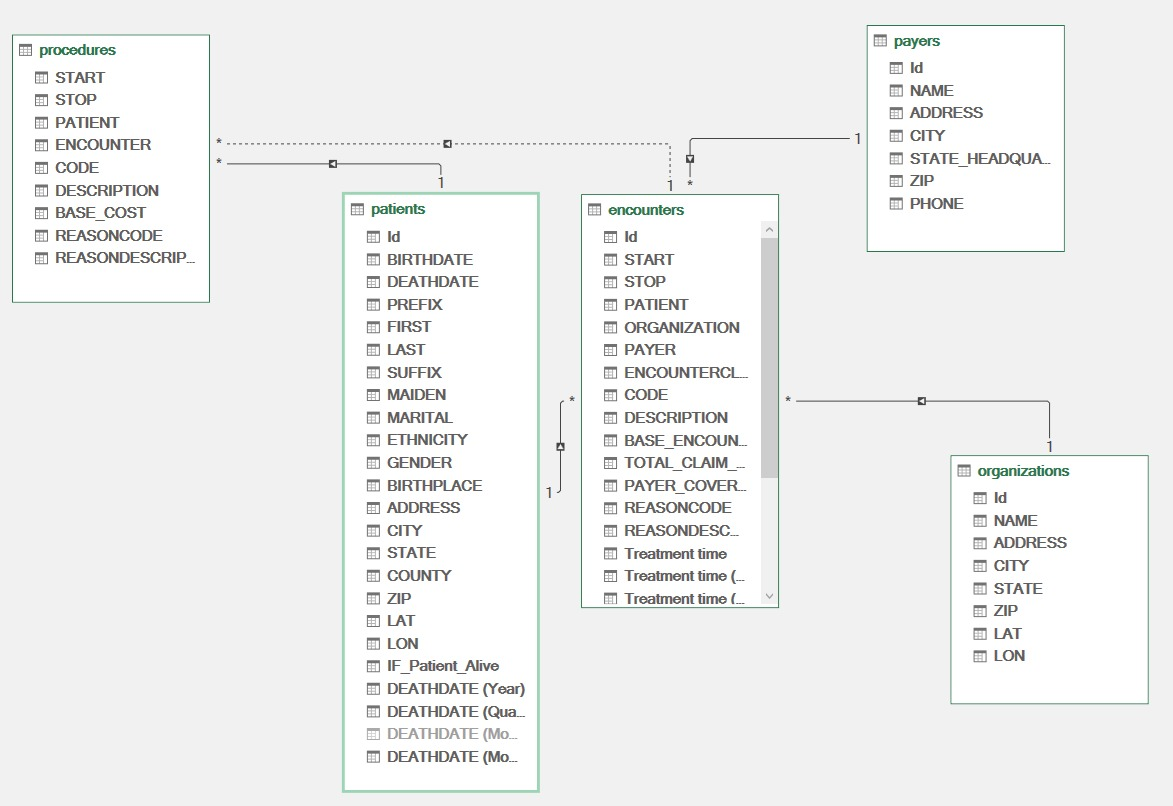 procedures
START
STOP
PATIENT
ENCOUNTER
CODE
DESCRIPTION
BASE_COST
REASONCODE
REASONDESCRIP...
*
*
1
patients
Id
BIRTHDATE
DEATHDATE
PREFIX
FIRST
LAST
SUFFIX
MAIDEN
MARITAL
ETHNICITY
GENDER
BIRTHPLACE
ADDRESS
CITY
STATE
COUNTY
ZIP
LAT
LON
IF_Patient_Alive
DEATHDATE (Year)
DEATHDATE (Qua...
DEATHDATE (Mo...
DEATHDATE (Mo...
*
1
1
*
encounters
Id
START
STOP
PATIENT
ORGANIZATION
PAYER
ENCOUNTERCL...
CODE
DESCRIPTION
BASE_ENCOUN...
TOTAL_CLAIM_...
PAYER_COVER...
REASONCODE
REASONDESC...
Treatment time
Treatment time (...
Treatment time (...
1
payers
Id
NAME
ADDRESS
CITY
STATE_HEADQUA...
ZIP
PHONE
*
1
organizations
Id
NAME
ADDRESS
CITY
STATE
ZIP
LAT
LON